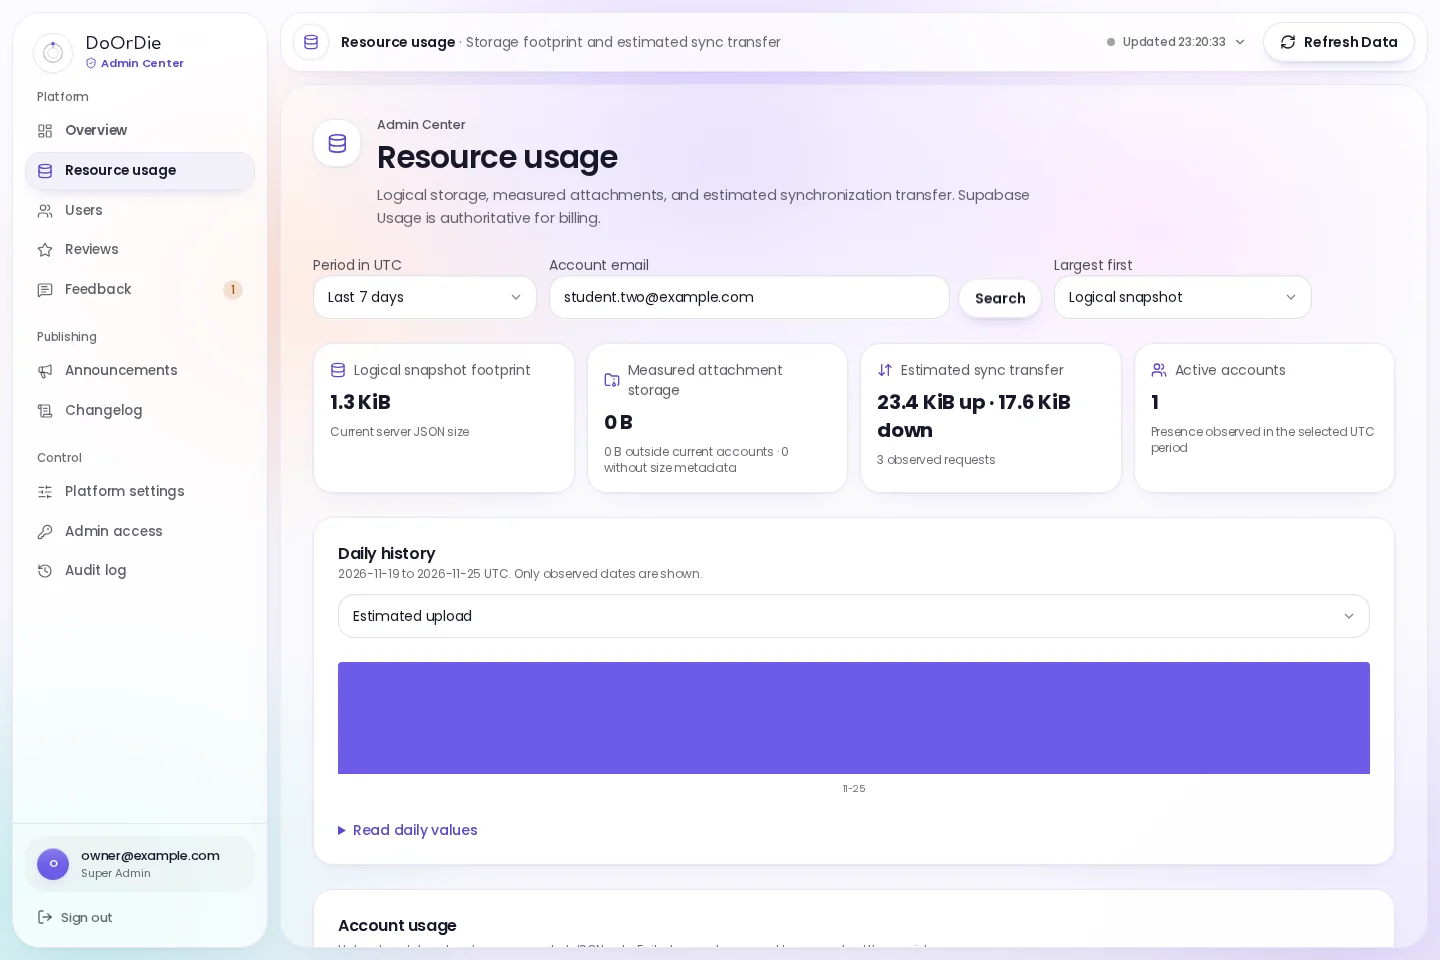 DoOrDie
Admin Center
Platform
Overview
Resource usage
Users
Reviews
Feedback
1
Publishing
Announcements
Changelog
Control
Platform settings
Admin access
Audit log
O
owner@example.com
Super Admin
Sign out
Resource usage · Storage footprint and estimated sync transfer
Updated 23:20:33
Refresh Data
Admin Center
Resource usage
Logical storage, measured attachments, and estimated synchronization transfer. Supabase
Usage is authoritative for billing.
Period in UTC
Last 7 days
Account email
student.two@example.com
Search
Largest first
Logical snapshot
Logical snapshot footprint
1.3 KiB
Current server JSON size
Measured attachment
storage
0 B
0 B outside current accounts · 0
without size metadata
Estimated sync transfer
23.4 KiB up · 17.6 KiB
down
3 observed requests
Active accounts
1
Presence observed in the selected UTC
period
Daily history
2026-11-19 to 2026-11-25 UTC. Only observed dates are shown.
Estimated upload
11-25
Read daily values
Account usage